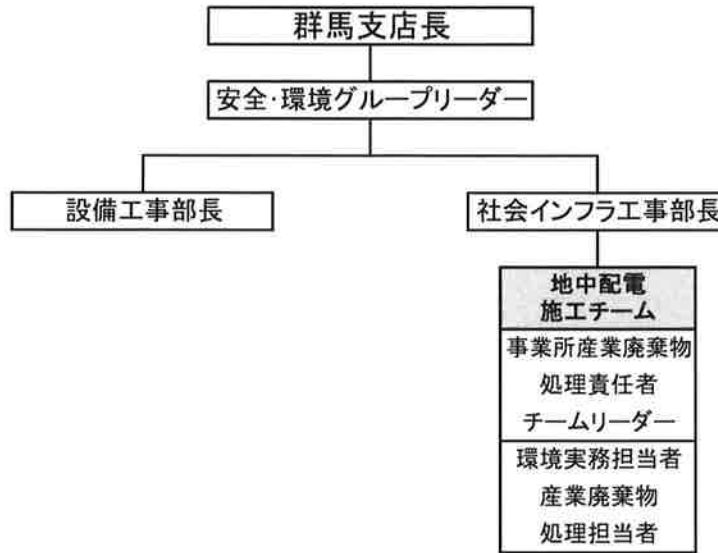 群馬支店長
安全・環境グループリーダー
設備工事部長
社会インフラ工事部長
地中配電
施工チーム
事業所産業廃棄物
処理責任者
チームリーダー
環境実務担当者
産業廃棄物
処理担当者